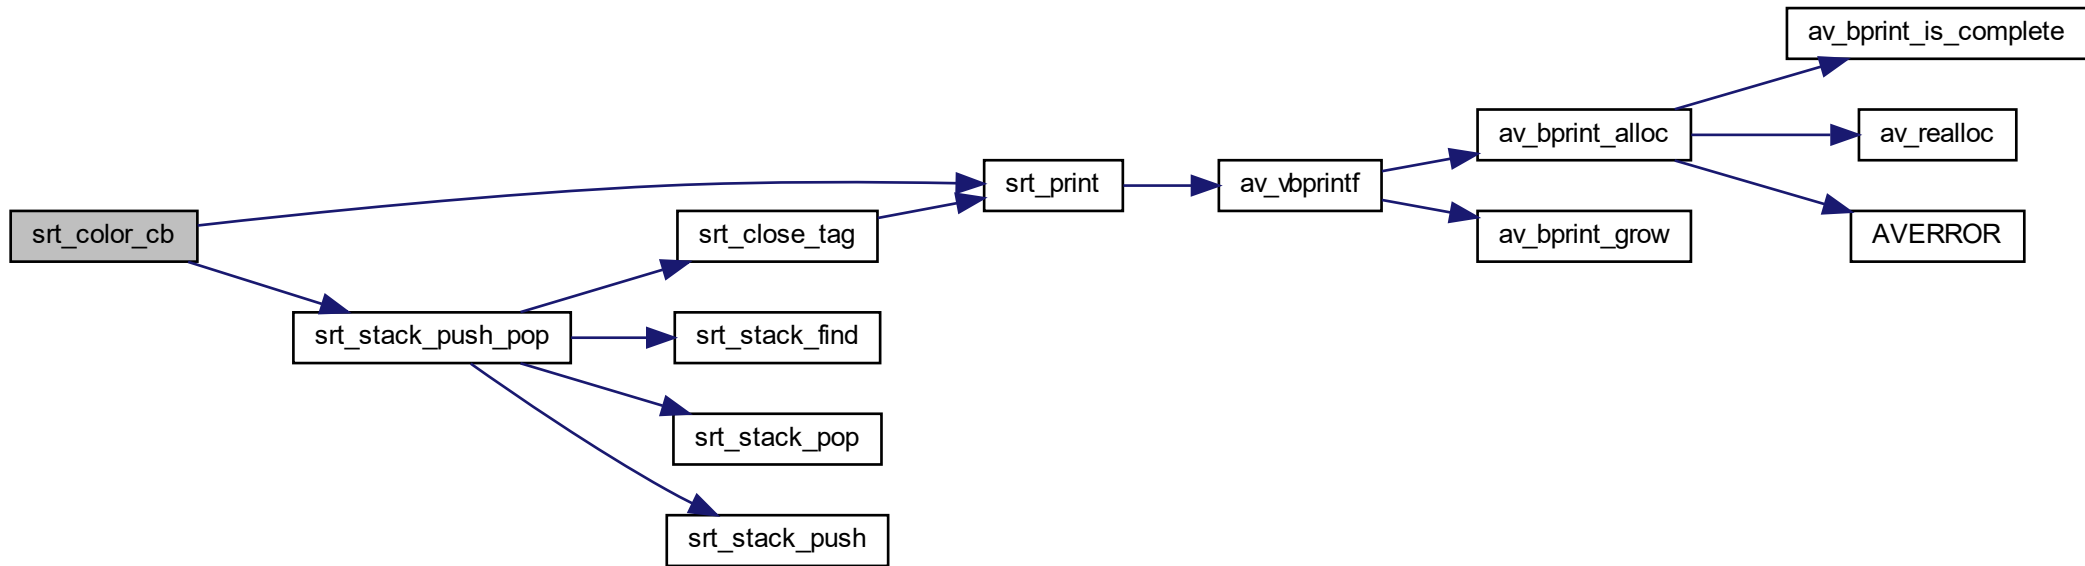 av_bprint_is_complete
av_bprint_alloc
av_realloc
srt_print
av_vbprintf
srt_color_cb
srt_close_tag
av_bprint_grow
AVERROR
srt_stack_push_pop
srt_stack_find
srt_stack_pop
srt_stack_push